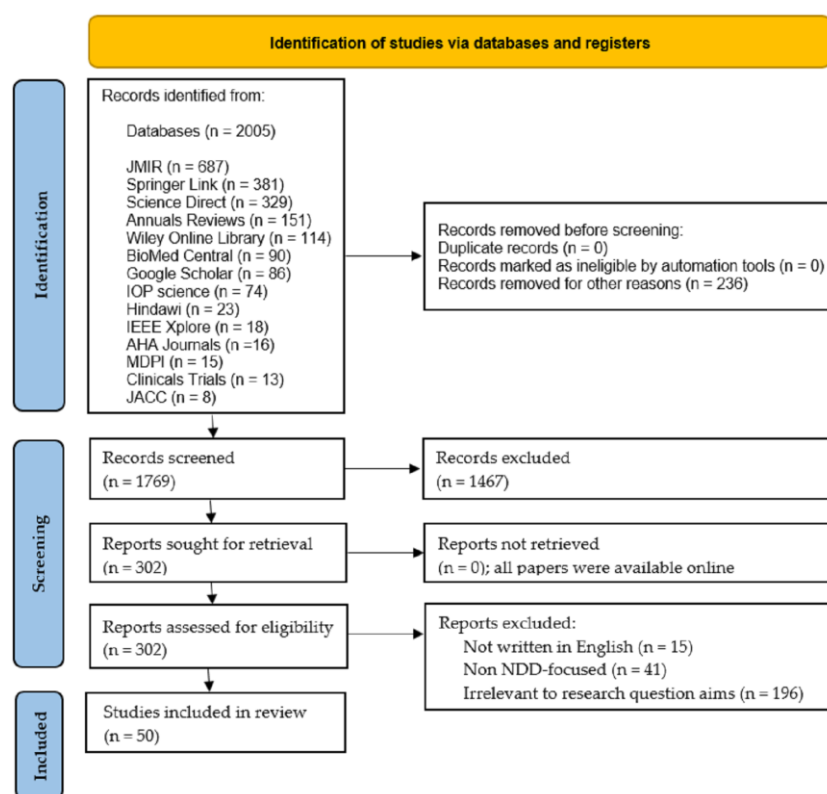 Identification of studies via databases and registers
Identification
Records identified from:
Databases (n = 2005)
JMIR (n = 687)
Springer Link (n = 381)
Science Direct (n = 329)
Annuals Reviews (n = 151)
Wiley Online Library (n = 114)
BioMed Central (n = 90)
Google Scholar (n = 86)
IOP science (n = 74)
Hindawi (n = 23)
IEEE Xplore (n = 18)
AHA Journals (n =16)
MDPI (n = 15)
Clinicals Trials (n = 13)
JACC (n = 8)
Records removed before screening:
Duplicate records (n = 0)
Records marked as ineligible by automation tools (n = 0)
Records removed for other reasons (n = 236)
Screening
Records screened
(n = 1769)
Records excluded
(n = 1467)
Reports sought for retrieval
(n = 302)
Reports not retrieved
(n = 0); all papers were available online
Reports assessed for eligibility
(n = 302)
Reports excluded:
Not written in English (n = 15)
Non NDD-focused (n = 41)
Irrelevant to research question aims (n = 196)
Included
Studies included in review
(n = 50)